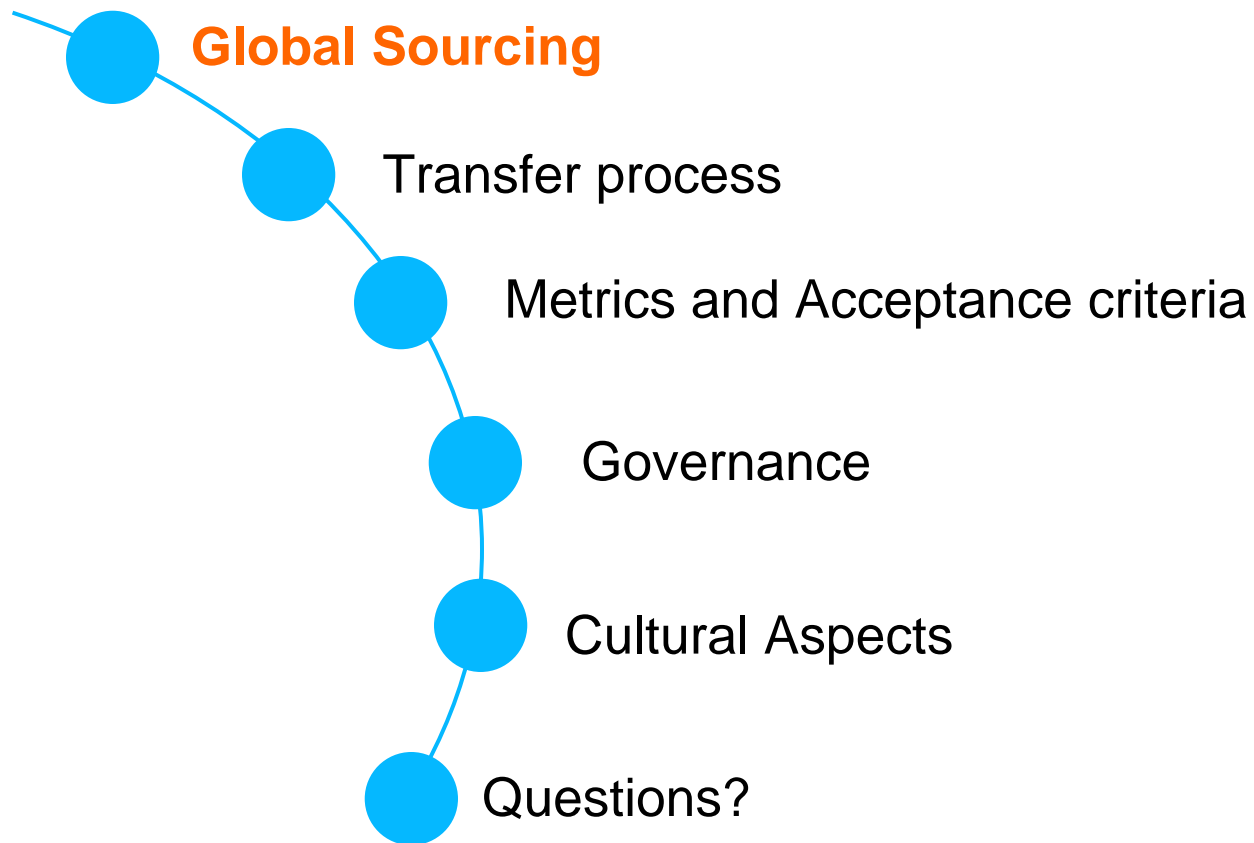 Global Sourcing
Transfer process
Metrics and Acceptance criteria
Governance
Cultural Aspects
Questions?